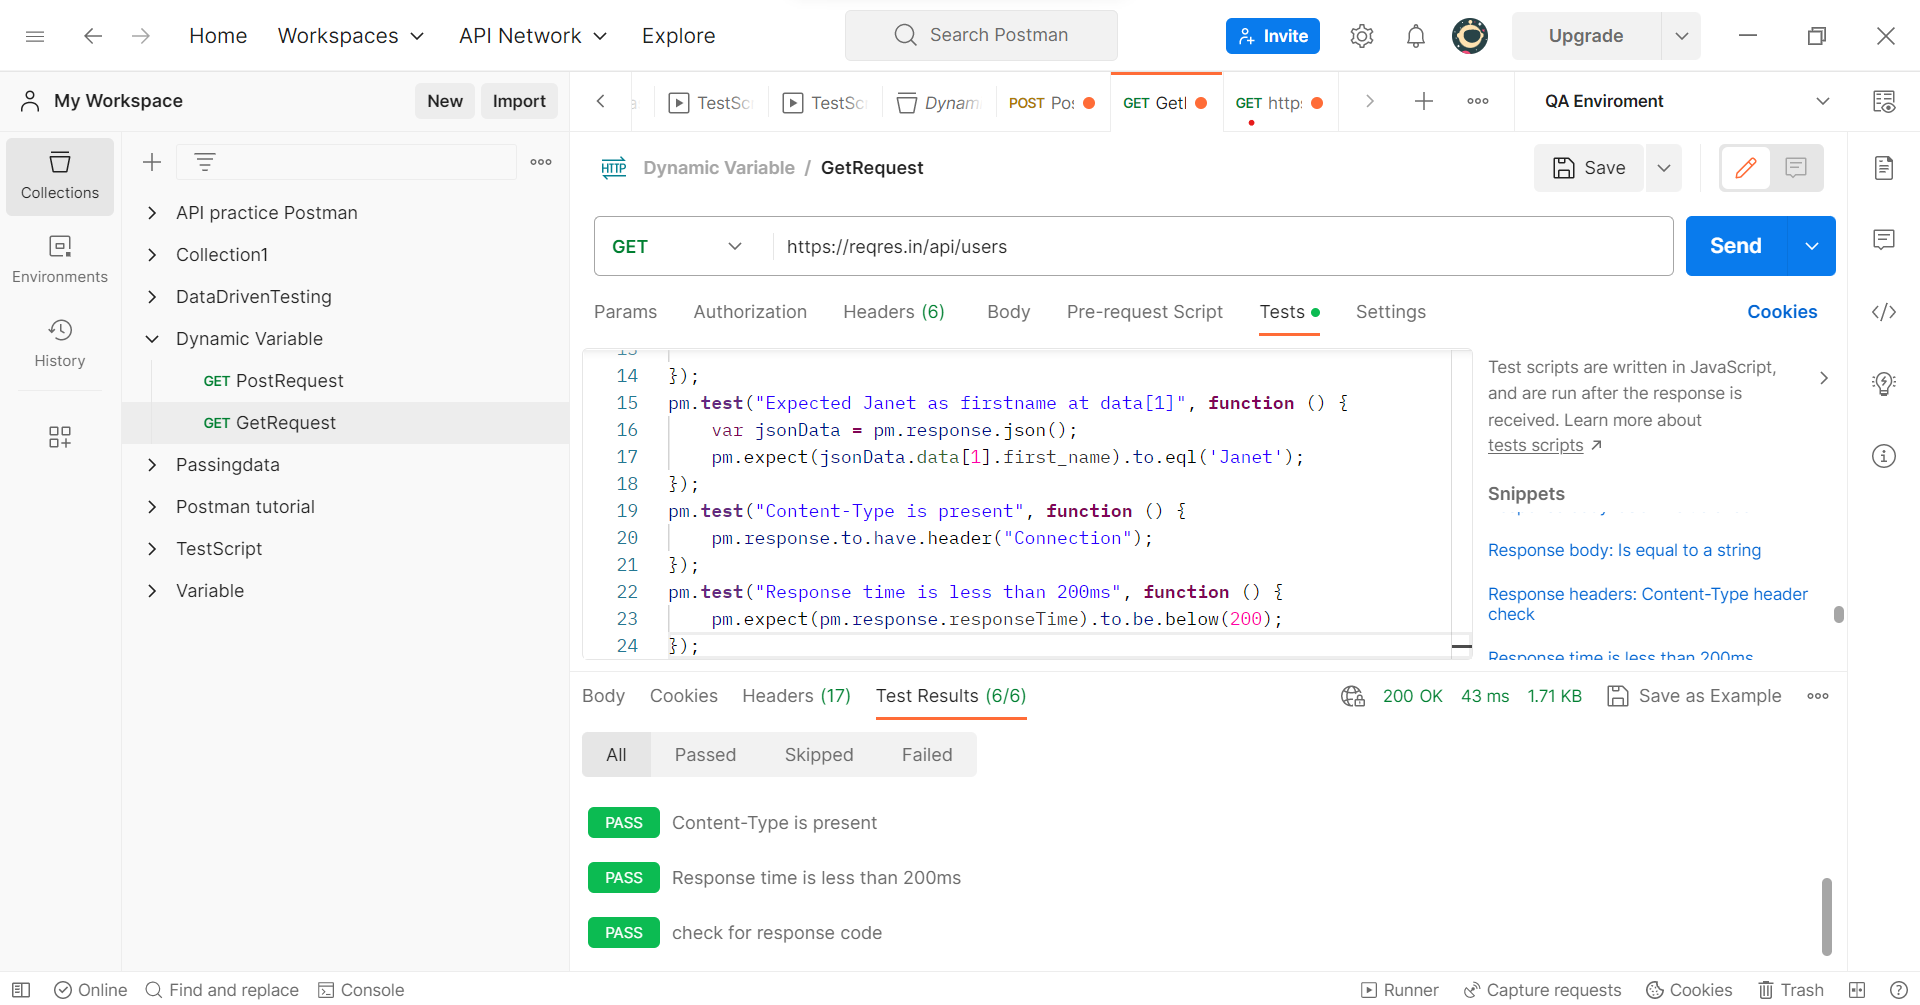 Home Workspaces API Network Explore Search Postman Invite Upgrade
My Workspace New Import TestSc TestSc Dynam POST Pos GET Get GET http: QA Enviroment
Collections
Environments
History
API practice Postman
Collection1
DataDrivenTesting
Dynamic Variable
GET PostRequest
GET GetRequest
Passingdata
Postman tutorial
TestScript
Variable
HTTP Dynamic Variable / GetRequest Save
GET https://reqres.in/api/users Send
Params Authorization Headers (6) Body Pre-request Script Tests Settings Cookies
14 });
15 pm.test("Expected Janet as firstname at data[1]", function () {
16 var jsonData = pm.response.json();
17 pm.expect(jsonData.data[1].first_name).to.eql('Janet');
18 });
19 pm.test("Content-Type is present", function () {
20 pm.response.to.have.header("Connection");
21 });
22 pm.test("Response time is less than 200ms", function () {
23 pm.expect(pm.response.responseTime).to.be.below(200);
24 });
Test scripts are written in JavaScript,
and are run after the response is
received. Learn more about
tests scripts
Snippets
Response body: Is equal to a string
Response headers: Content-Type header
check
Response time is less than 200ms
Body Cookies Headers (17) Test Results (6/6) 200 OK 43 ms 1.71 KB Save as Example
All Passed Skipped Failed
PASS Content-Type is present
PASS Response time is less than 200ms
PASS check for response code
Online Find and replace Console Runner Capture requests Cookies Trash